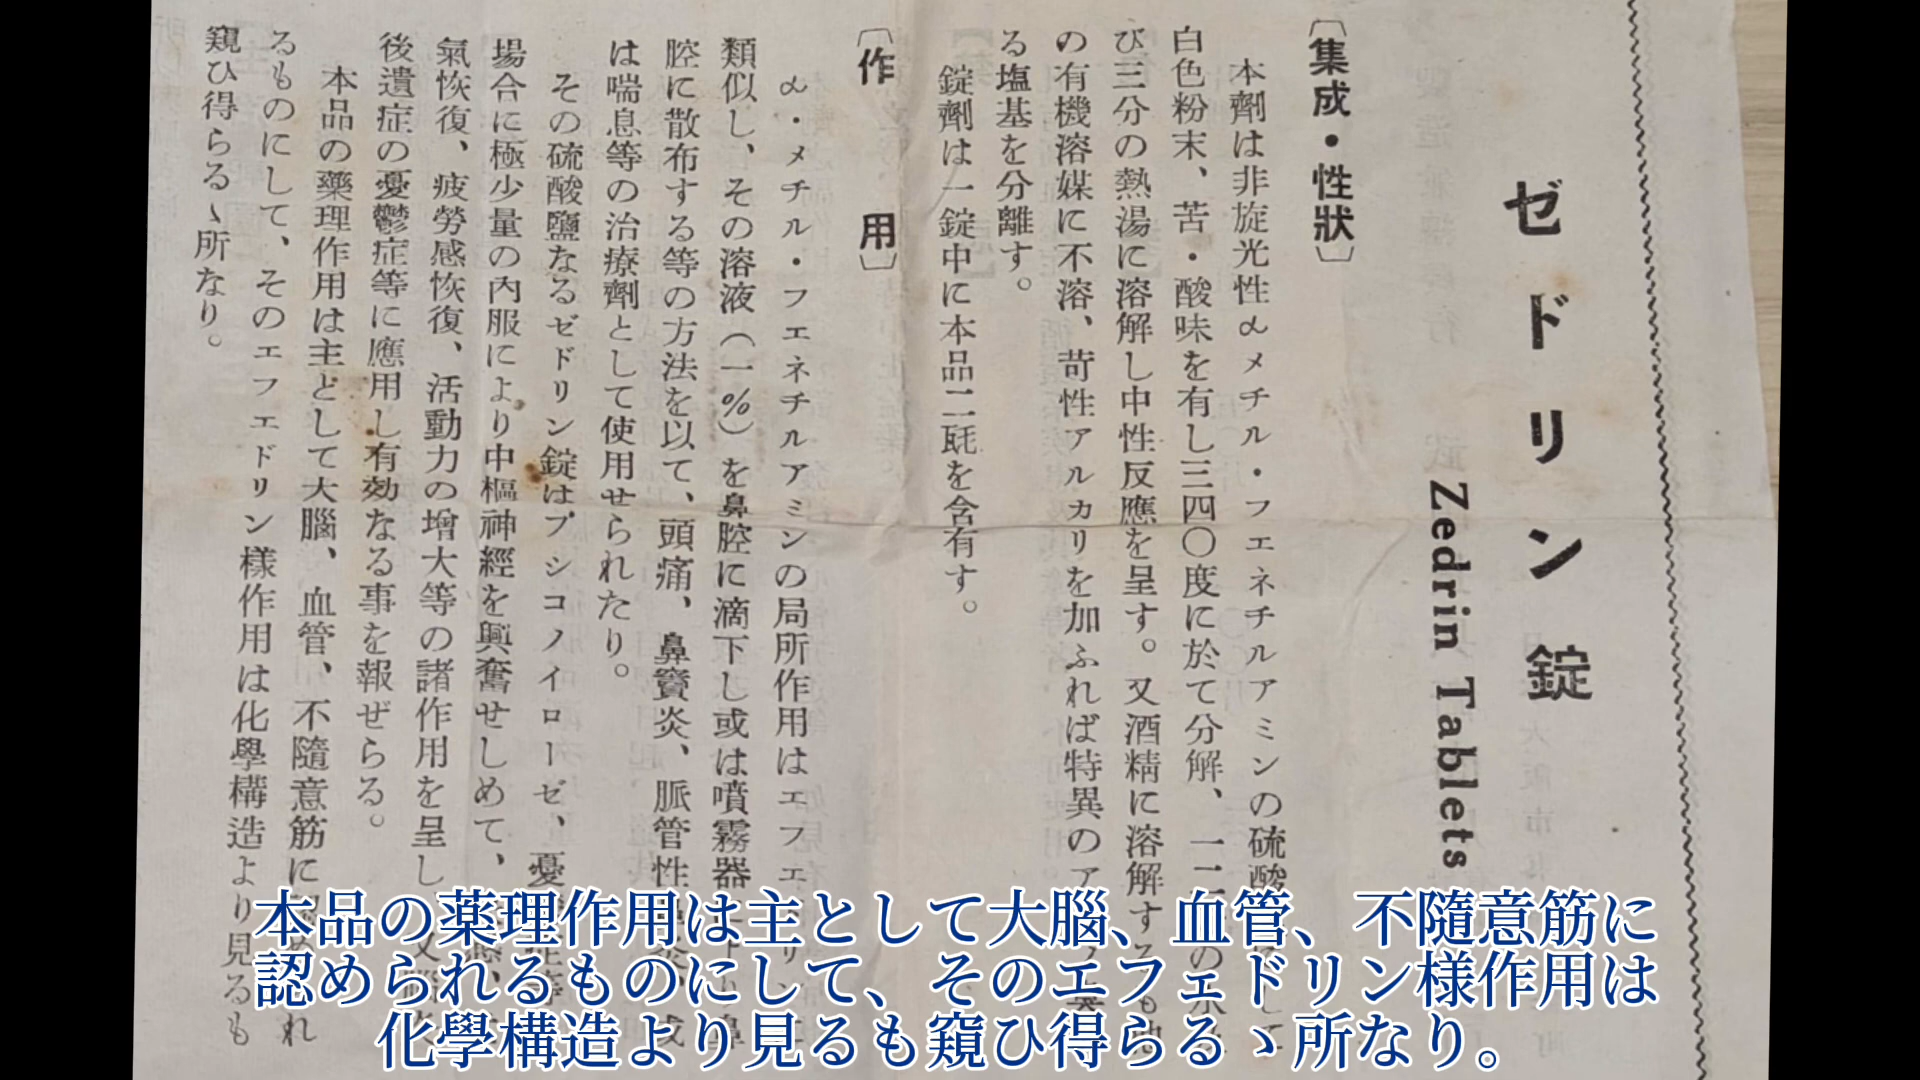 ゼドリン錠
Zedrin Tablets
〔集成・性狀〕
本劑は非旋光性αメチル・フエネチルアミンの硫酸
白色粉末、苦・酸味を有し三四〇度に於て分解、一
び三分の熱湯に溶解し中性反應を呈す。又酒精に溶解す
の有機溶媒に不溶、苛性アルカリを加ふれば特異のア
る塩基を分離す。
錠劑は一錠中に本品二瓱を含有す。
〔作用〕
α・メチル・フエネチルアミンの局所作用はエフエ
類似し、その溶液（一%）を鼻腔に滴下し或は噴霧器
腔に散布する等の方法を以て、頭痛、鼻竇炎、脈管性
は喘息等の治療劑として使用せられたり。
その硫酸鹽なるゼドリン錠はプシコノイローゼ、憂
場合に極少量の內服により中樞神經を興奮せしめて、
氣恢復、疲勞感恢復、活動力の增大等の諸作用を呈し
後遺症の憂鬱症等に應用し有効なる事を報ぜらる。
本品の藥理作用は主として大腦、血管、不隨意筋に認められ
るものにして、そのエフェドリン樣作用は化學構造より見るも
窺ひ得らるゝ所なり。
本品の薬理作用は主として大腦、血管、不隨意筋に
認められるものにして、そのエフェドリン様作用は
化學構造より見るも窺ひ得らるゝ所なり。